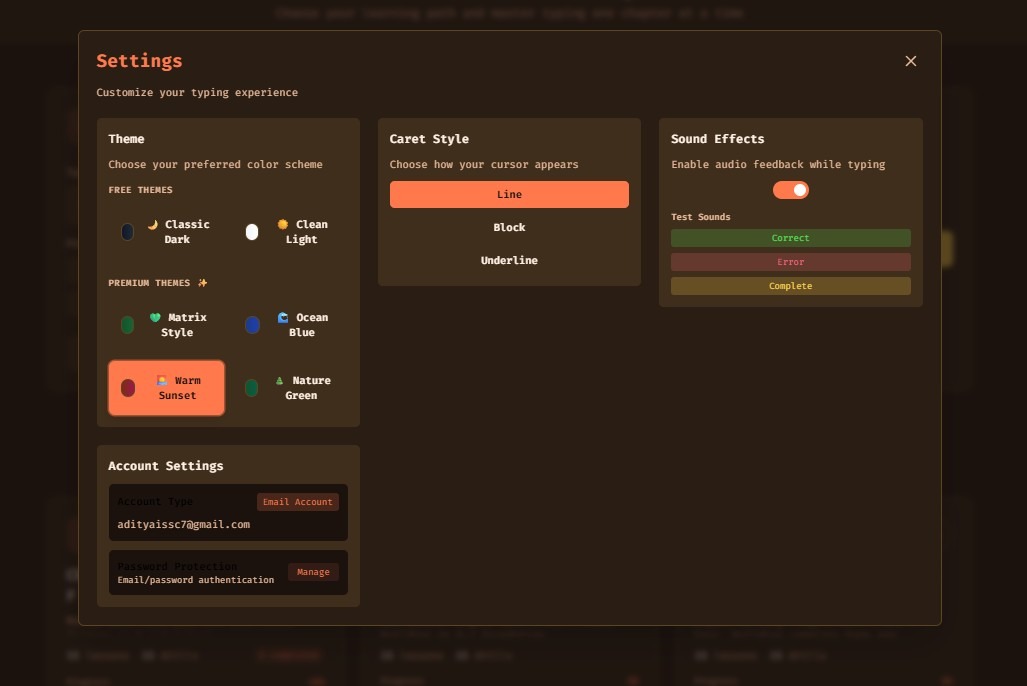 Choose your learning path and master typing one chapter at a time
Settings
Customize your typing experience
Theme
Choose your preferred color scheme
FREE THEMES
🌙 Classic
Dark
☀️ Clean
Light
PREMIUM THEMES ✨
💚 Matrix
Style
🌊 Ocean
Blue
🌅 Warm
Sunset
🌲 Nature
Green
Account Settings
Account Type
Email Account
adityaissc7@gmail.com
Password Protection
Email/password authentication
Manage
Caret Style
Choose how your cursor appears
Line
Block
Underline
Sound Effects
Enable audio feedback while typing
Test Sounds
Correct
Error
Complete